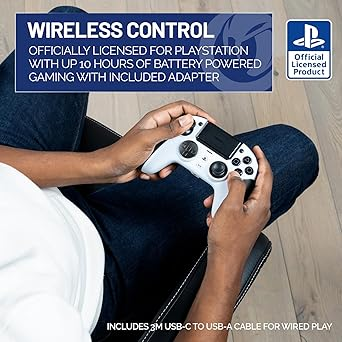 WIRELESS CONTROL
OFFICIALLY LICENSED FOR PLAYSTATION
WITH UP 10 HOURS OF BATTERY POWERED
GAMING WITH INCLUDED ADAPTER
Official
Licensed
Product
INCLUDES 3M USB-C TO USB-A CABLE FOR WIRED PLAY